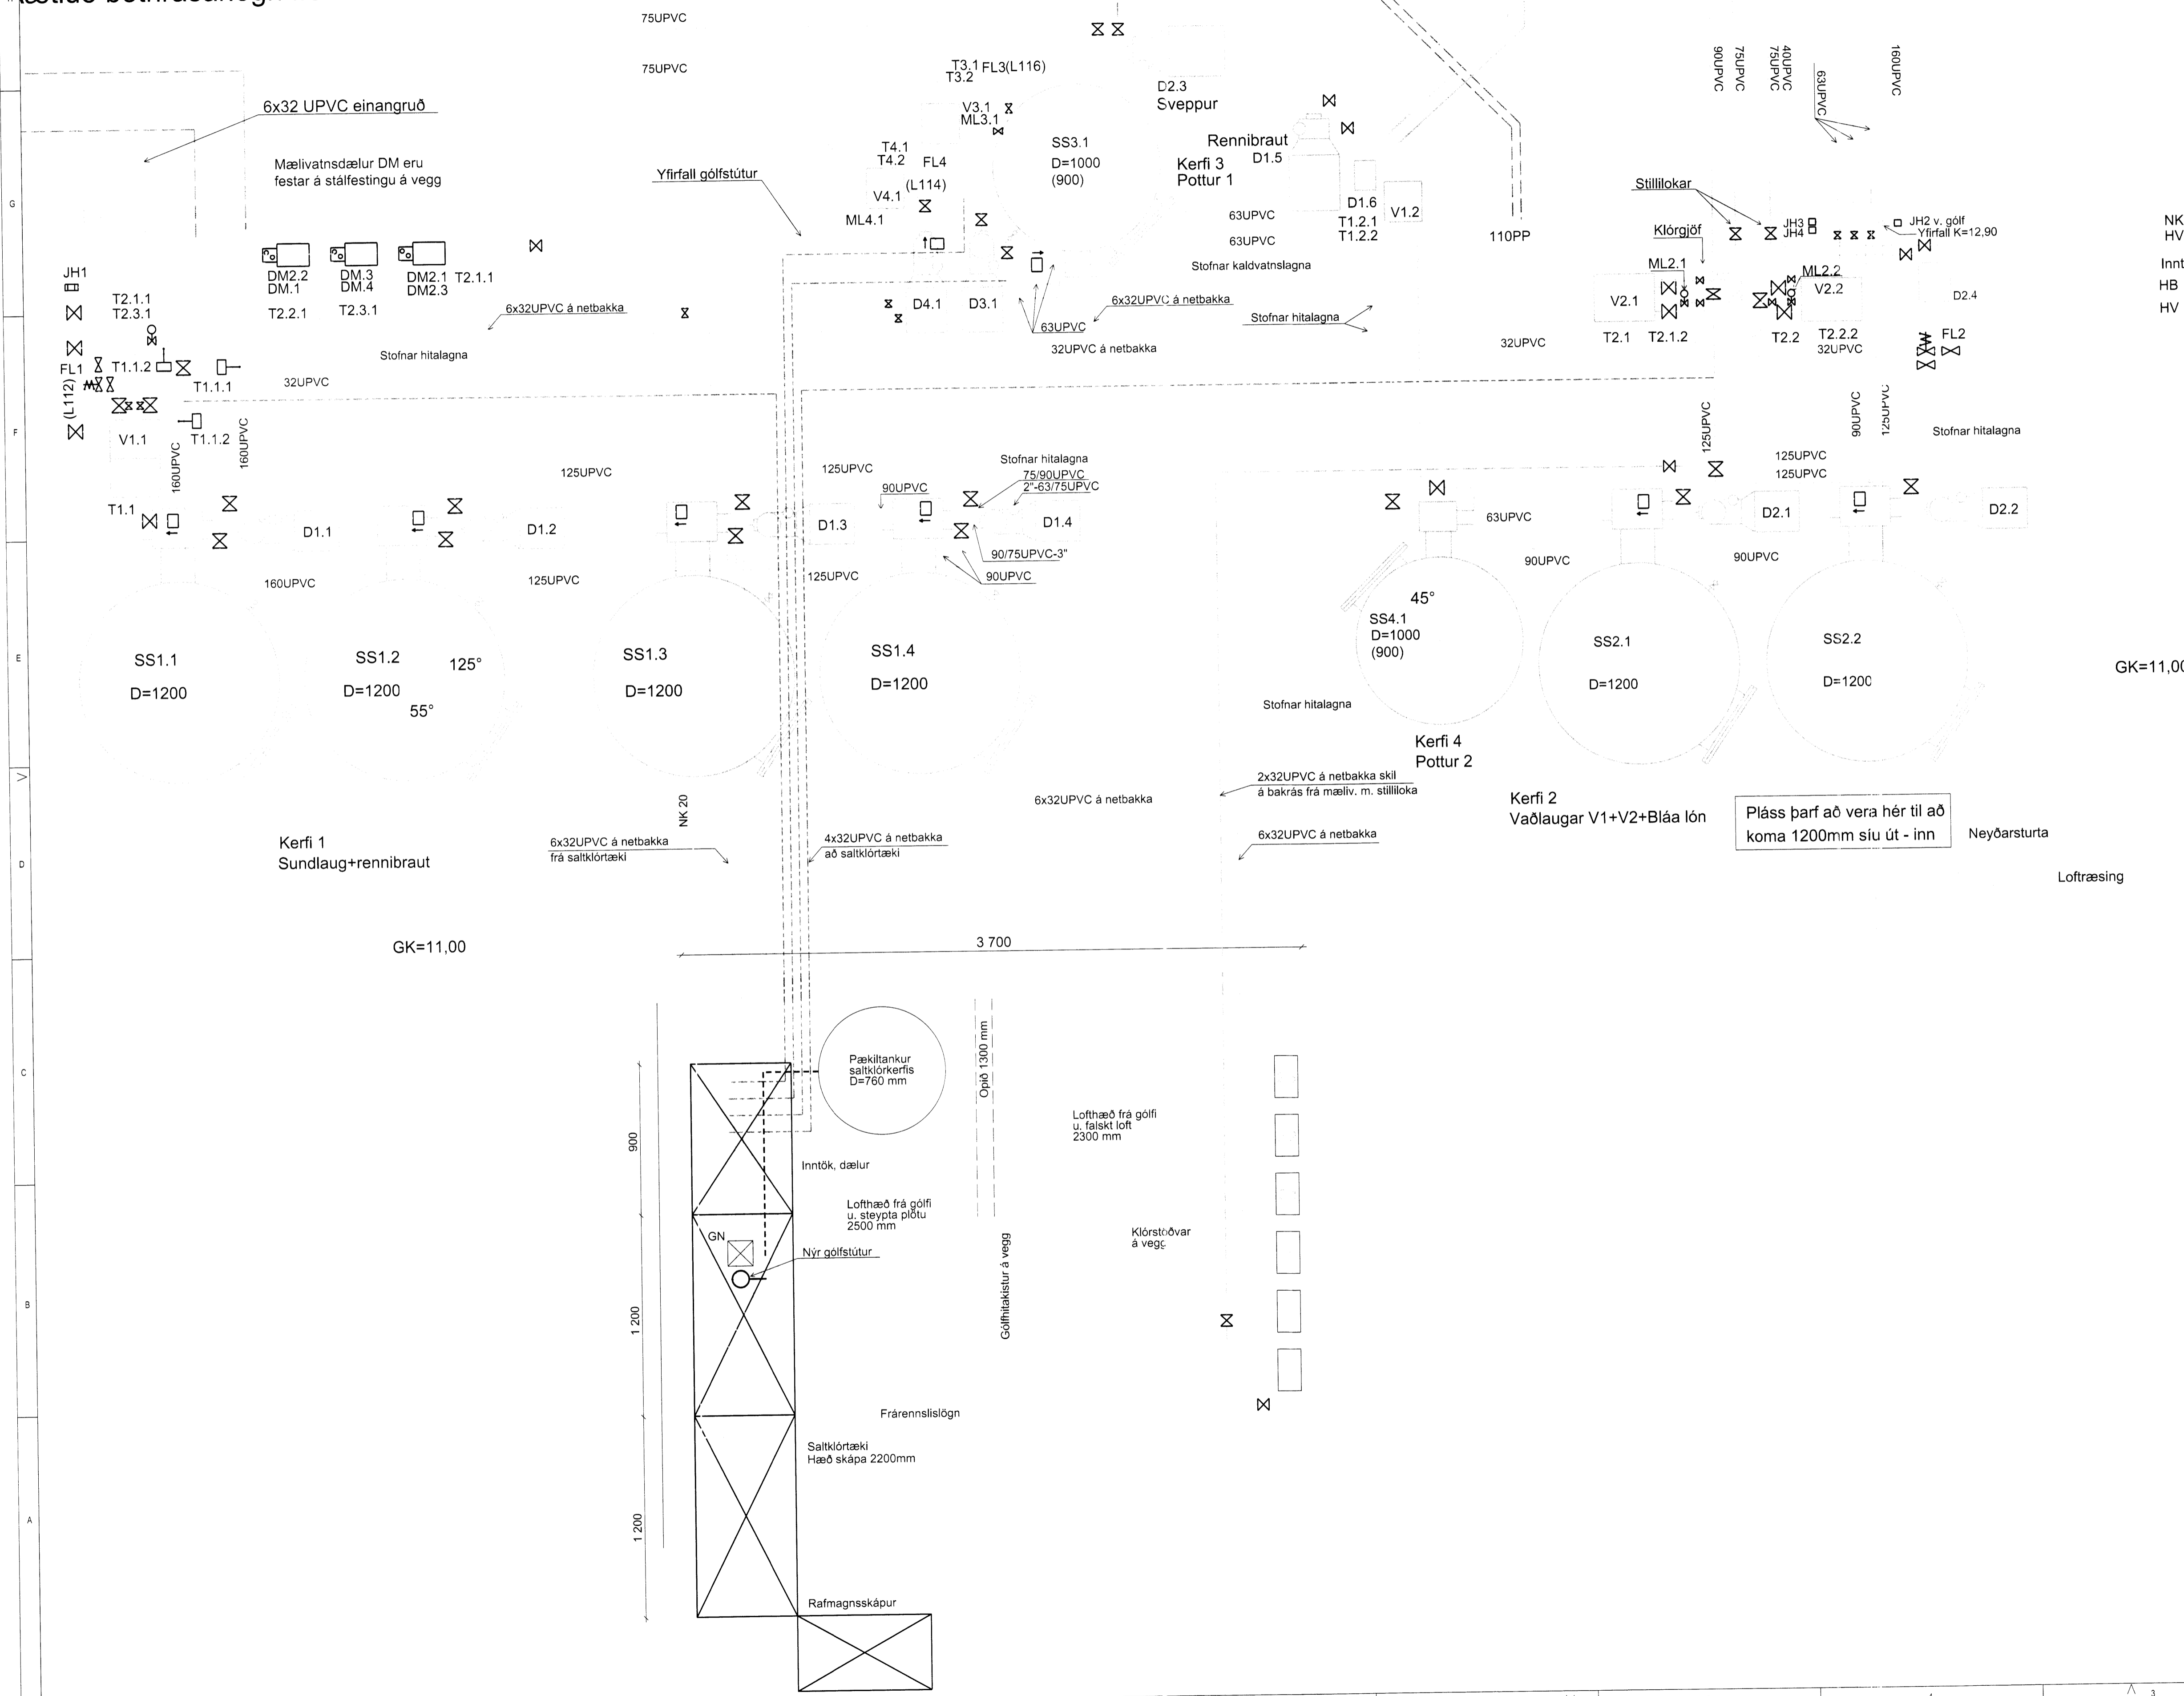 75UPVC
75UPVC
6x32 UPVC einangruð
Mælivatnsdælur DM eru
festar á stálfestingu á vegg
Yfirfall gólfstútur
T3.1
T3.2
FL3(L116)
V3.1
ML3.1
T4.1
T4.2
FL4
(L114)
V4.1
ML4.1
SS3.1
D=1000
(900)
D2.3
Sveppur
Rennibraut
D1.5
Kerfi 3
Pottur 1
63UPVC
63UPVC
D1.6
T1.2.1
T1.2.2
V1.2
110PP
90UPVC
75UPVC
75UPVC
40UPVC
63UPVC
160UPVC
Stillilokar
Klórgjöf
JH3
JH4
JH2 v. gólf
Yfirfall K=12,90
NK
HV
HB
HV
ML2.1
ML2.2
V2.1
V2.2
D2.4
T2.1
T2.1.2
T2.2
T2.2.2
32UPVC
FL2
JH1
T2.1.1
T2.3.1
DM2.2
DM.1
DM.3
DM.4
DM2.1
DM2.3
T2.1.1
T2.2.1
T2.3.1
6x32UPVC á netbakka
Stofnar hitalagna
D4.1
D3.1
63UPVC
6x32UPVC á netbakka
32UPVC á netbakka
Stofnar kaldvatnslagna
Stofnar hitalagna
32UPVC
FL1
(L112)
T1.1.2
T1.1.1
32UPVC
V1.1
T1.1.2
160UPVC
160UPVC
T1.1
125UPVC
125UPVC
90UPVC
Stofnar hitalagna
75/90UPVC
2"-63/75UPVC
125UPVC
90UPVC
125UPVC
125UPVC
125UPVC
Stofnar hitalagna
D1.1
D1.2
D1.3
D1.4
63UPVC
D2.1
D2.2
160UPVC
125UPVC
125UPVC
90/75UPVC-3"
90UPVC
90UPVC
90UPVC
SS1.1
D=1200
SS1.2
D=1200
125°
55°
SS1.3
D=1200
SS1.4
D=1200
45°
SS4.1
D=1000
(900)
SS2.1
D=1200
SS2.2
D=1200
Stofnar hitalagna
Kerfi 4
Pottur 2
6x32UPVC á netbakka
2x32UPVC á netbakka skil
á bakrás frá mæliv. m. stilliloka
NK 20
Kerfi 1
Sundlaug+rennibraut
6x32UPVC á netbakka
frá saltklórtæki
4x32UPVC á netbakka
að saltklórtæki
6x32UPVC á netbakka
Kerfi 2
Vaðlaugar V1+V2+Bláa lón
Pláss þarf að vera hér til að
koma 1200mm síu út - inn
Neyðarsturta
Loftræsing
GK=11,00
3 700
Pækiltankur
saltklórkerfis
D=760 mm
Opið 1300 mm
Lofthæð frá gólfi
u. falskt loft
2300 mm
900
Inntök, dælur
Lofthæð frá gólfi
u. steypta plötu
2500 mm
GN
Nýr gólfstútur
Gólfhitakistur á vegg
Klórstöðvar
á vegg
1 200
Frárennslislögn
Saltklórtæki
Hæð skápa 2200mm
1 200
Rafmagnsskápur
G
F
E
D
C
B
A
3